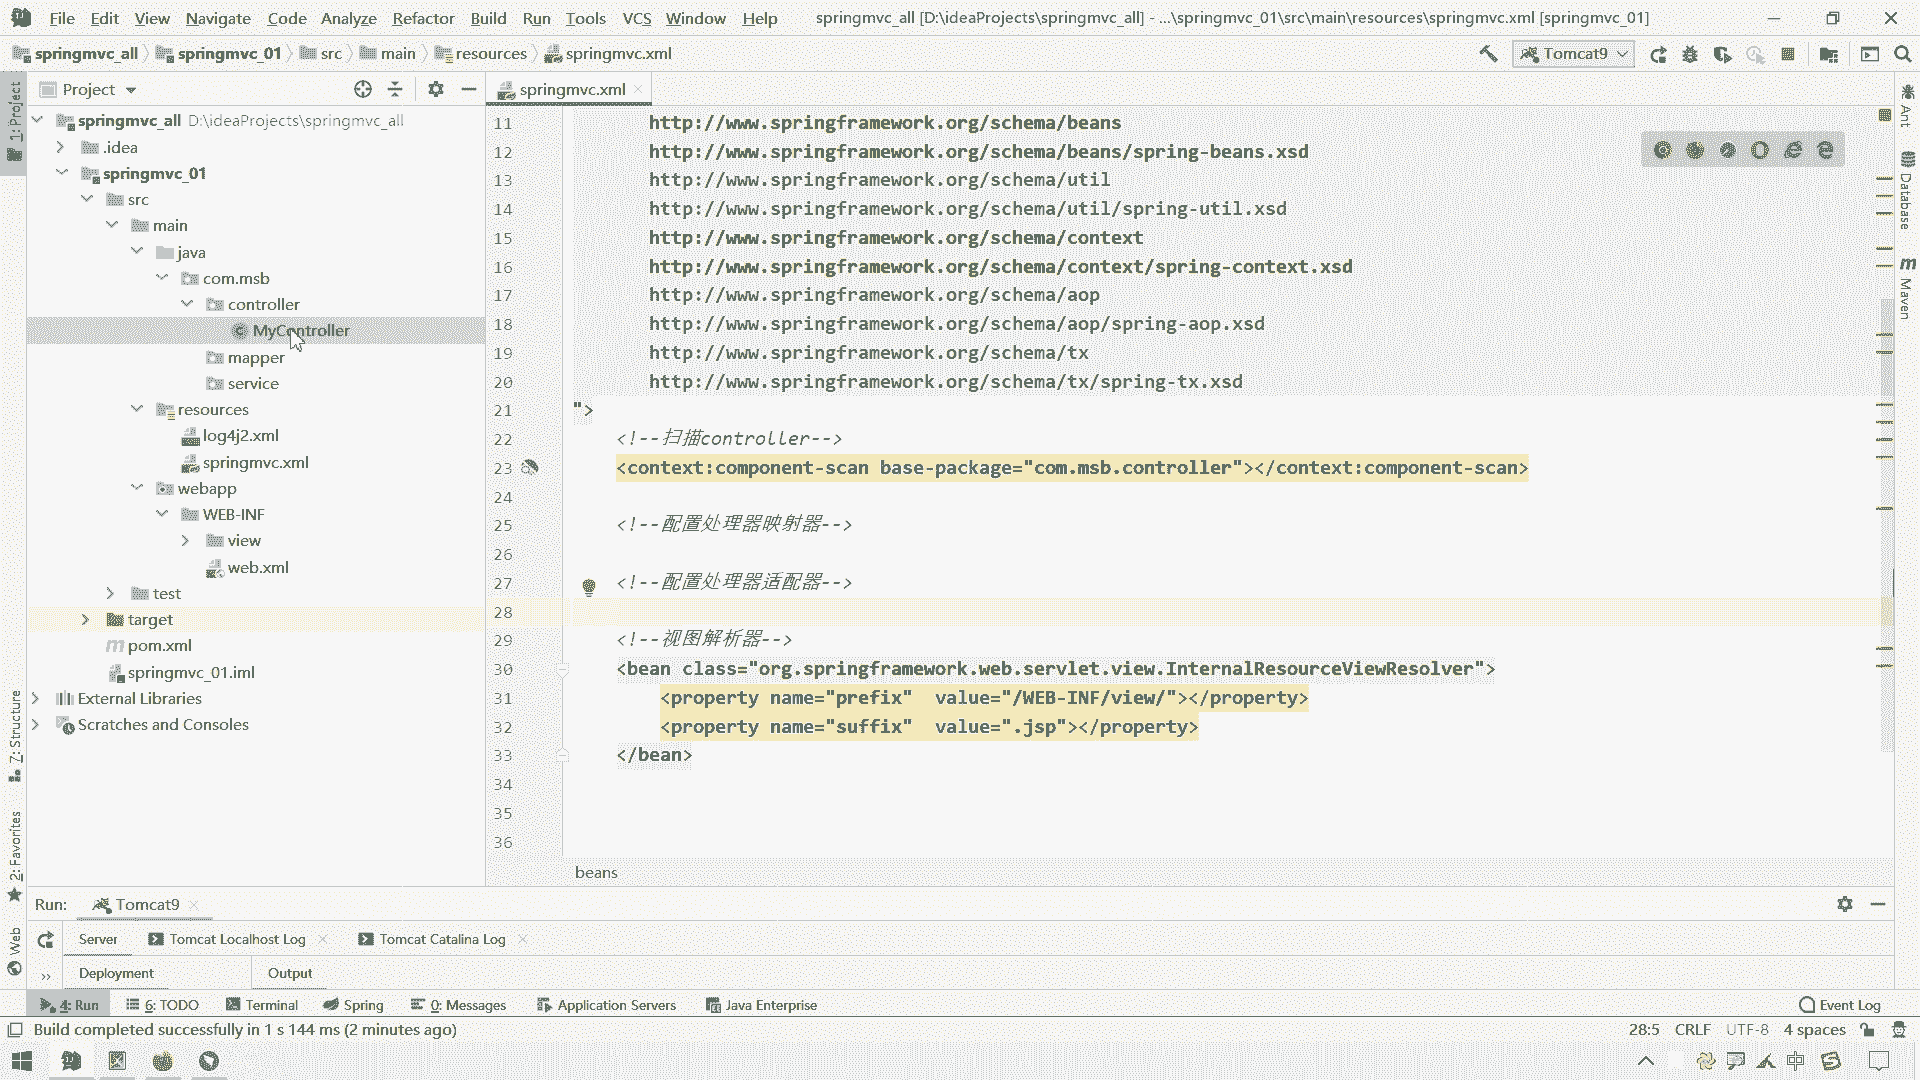 File Edit View Navigate Code Analyze Refactor Build Run Tools VCS Window Help springmvc_all [D:\ideaProjects\springmvc_all] - ...\springmvc_01\src\main\resources\springmvc.xml [springmvc_01]
springmvc_all springmvc_01 src main resources springmvc.xml Tomcat9
1: Project
Project
springmvc.xml
springmvc_all D:\ideaProjects\springmvc_all
.idea
springmvc_01
src
main
java
com.msb
controller
MyController
mapper
service
resources
log4j2.xml
springmvc.xml
webapp
WEB-INF
view
web.xml
test
target
pom.xml
springmvc_01.iml
External Libraries
Scratches and Consoles
11 http://www.springframework.org/schema/beans
12 http://www.springframework.org/schema/beans/spring-beans.xsd
13 http://www.springframework.org/schema/util
14 http://www.springframework.org/schema/util/spring-util.xsd
15 http://www.springframework.org/schema/context
16 http://www.springframework.org/schema/context/spring-context.xsd
17 http://www.springframework.org/schema/aop
18 http://www.springframework.org/schema/aop/spring-aop.xsd
19 http://www.springframework.org/schema/tx
20 http://www.springframework.org/schema/tx/spring-tx.xsd
21 ">
22 <!--扫描controller-->
23 <context:component-scan base-package="com.msb.controller"></context:component-scan>
24
25 <!--配置处理器映射器-->
26
27 <!--配置处理器适配器-->
28
29 <!--视图解析器-->
30 <bean class="org.springframework.web.servlet.view.InternalResourceViewResolver">
31 <property name="prefix"  value="/WEB-INF/view/"></property>
32 <property name="suffix"  value=".jsp"></property>
33 </bean>
34
35
36
beans
Ant
Database
Maven
7: Structure
2: Favorites
Web
Run: Tomcat9
Server Tomcat Localhost Log Tomcat Catalina Log
Deployment Output
4: Run 6: TODO Terminal Spring 0: Messages Application Servers Java Enterprise Event Log
Build completed successfully in 1 s 144 ms (2 minutes ago) 28:5 CRLF UTF-8 4 spaces
中